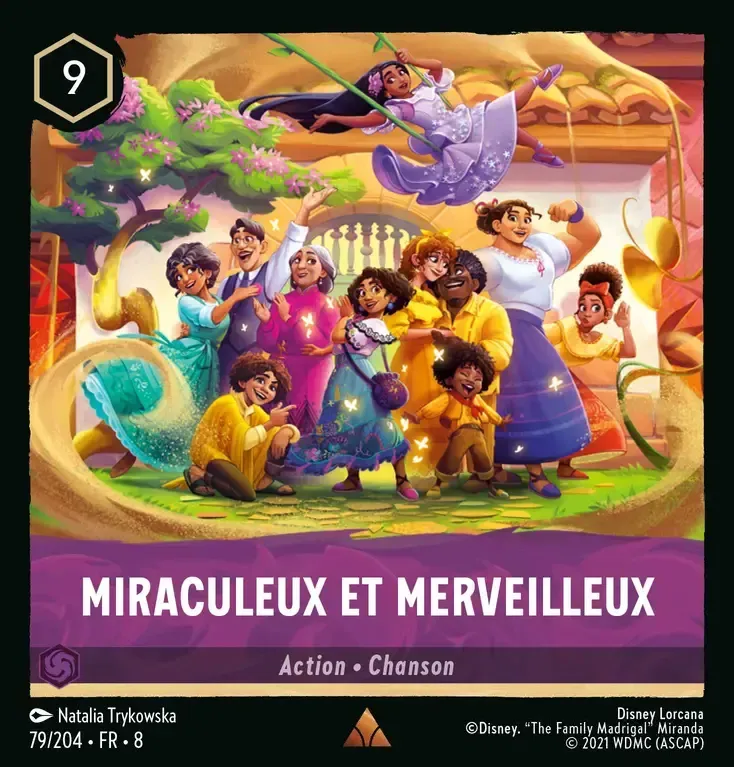 9
MIRACULEUX ET MERVEILLEUX
Action • Chanson
Natalia Trykowska
79/204 • FR • 8
Disney Lorcana
©Disney. "The Family Madrigal" Miranda
© 2021 WDMC (ASCAP)